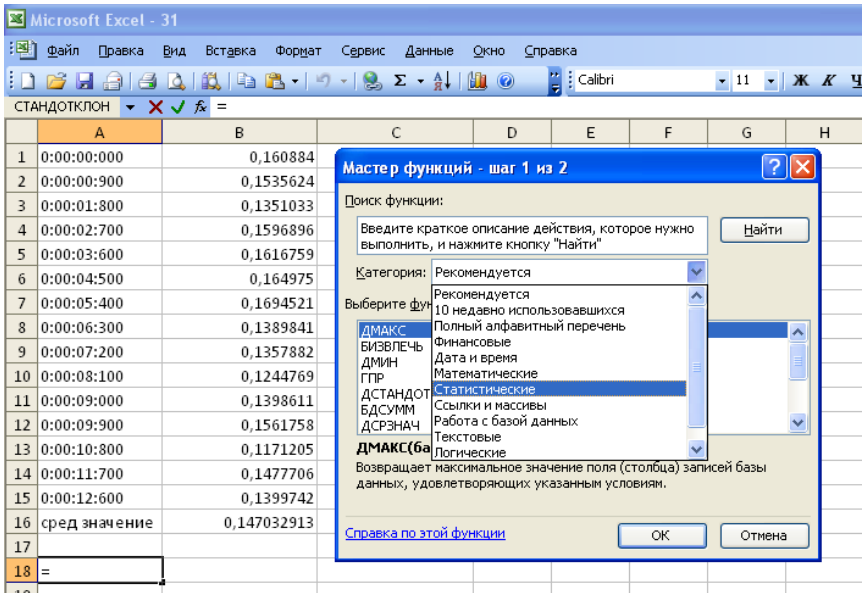 Microsoft Excel - 31
Файл Правка Вид Вставка Формат Сервис Данные Окно Справка
Calibri 11 Ж К Ч
СТАНДОТКЛОН =
A B C D E F G H
1 0:00:00:000 0,160884
2 0:00:00:900 0,1535624
3 0:00:01:800 0,1351033
4 0:00:02:700 0,1596896
5 0:00:03:600 0,1616759
6 0:00:04:500 0,164975
7 0:00:05:400 0,1694521
8 0:00:06:300 0,1389841
9 0:00:07:200 0,1357882
10 0:00:08:100 0,1244769
11 0:00:09:000 0,1398611
12 0:00:09:900 0,1561758
13 0:00:10:800 0,1171205
14 0:00:11:700 0,1477706
15 0:00:12:600 0,1399742
16 сред значение 0,147032913
17
18 =
Мастер функций - шаг 1 из 2
Поиск функции:
Введите краткое описание действия, которое нужно
выполнить, и нажмите кнопку "Найти"
Найти
Категория: Рекомендуется
Рекомендуется
10 недавно использовавшихся
Полный алфавитный перечень
Финансовые
Дата и время
Математические
Статистические
Ссылки и массивы
Работа с базой данных
Текстовые
Логические
Выберите фун
ДМАКС
БИЗВЛЕЧЬ
ДМИН
ГПР
ДСТАНДОТ
БДСУММ
ДСРЗНАЧ
ДМАКС(ба
Возвращает максимальное значение поля (столбца) записей базы
данных, удовлетворяющих указанным условиям.
Справка по этой функции
ОК
Отмена